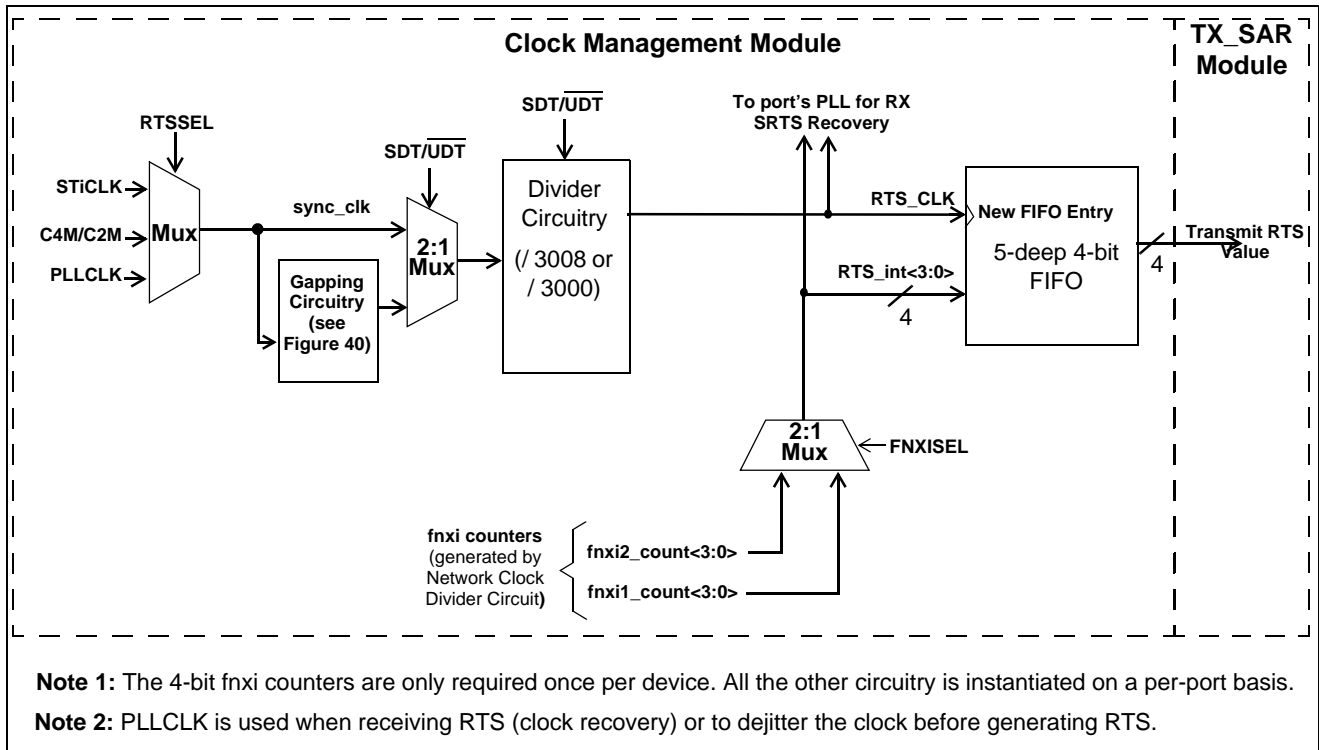 Clock Management Module
TX_SAR
Module
RTSSEL
STiCLK
C4M/C2M
PLLCLK
Mux
sync_clk
SDT/UDT
2:1
Mux
Gapping
Circuitry
(see
Figure 40)
SDT/UDT
Divider
Circuitry
(/ 3008 or
/ 3000)
To port's PLL for RX
SRTS Recovery
RTS_CLK
RTS_int<3:0>
4
New FIFO Entry
5-deep 4-bit
FIFO
4
Transmit RTS
Value
2:1
Mux
FNXISEL
fnxi counters
(generated by
Network Clock
Divider Circuit)
fnxi2_count<3:0>
fnxi1_count<3:0>
Note 1: The 4-bit fnxi counters are only required once per device. All the other circuitry is instantiated on a per-port basis.
Note 2: PLLCLK is used when receiving RTS (clock recovery) or to dejitter the clock before generating RTS.